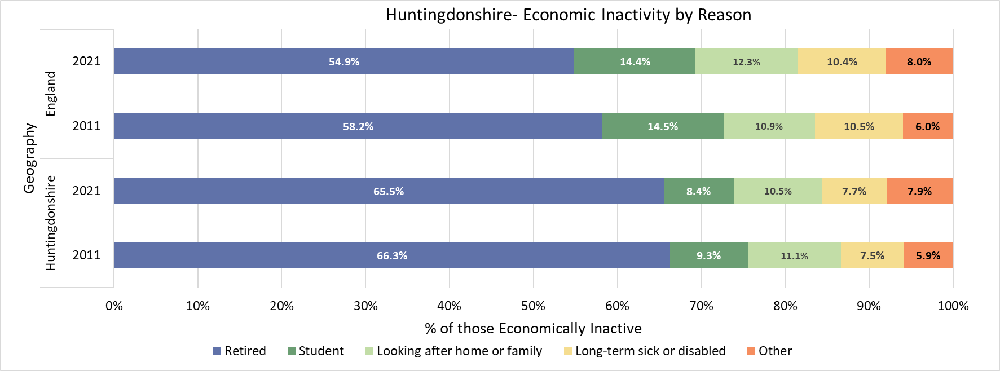 Huntingdonshire- Economic Inactivity by Reason
Geography
England
2021
54.9% 14.4% 12.3% 10.4% 8.0%
2011
58.2% 14.5% 10.9% 10.5% 6.0%
Huntingdonshire
2021
65.5% 8.4% 10.5% 7.7% 7.9%
2011
66.3% 9.3% 11.1% 7.5% 5.9%
0% 10% 20% 30% 40% 50% 60% 70% 80% 90% 100%
% of those Economically Inactive
Retired Student Looking after home or family Long-term sick or disabled Other